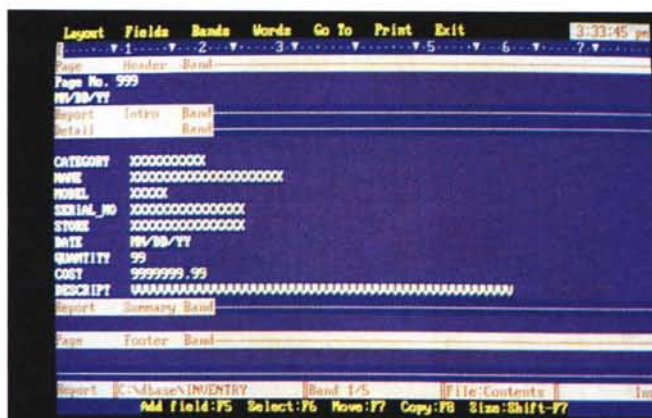 Layout Fields Bands Words Go To Print Exit 3:33:45 pm
Page Header Band
Page No. 999
MM/DD/YY
Report Intro Band
Detail Band
CATEGORY XXXXXXXXXX
NAME XXXXXXXXXXXXXXXXXXXX
MODEL XXXXX
SERIAL_NO XXXXXXXXXXXXXXX
STORE XXXXXXXXXXXXXXX
DATE MM/DD/YY
QUANTITY 99
COST 9999999.99
DESCRIPT VVVVVVVVVVVVVVVVVVVVVVVVVVVVVVVVVVVVVVVVVVVVVVVVVV
Report Summary Band
Page Footer Band
Report C:\dbase\INVENTRY Band 1/5 File:Contents
Add field:F5 Select:F6 Move:F7 Copy:F8 Size:Shift-F7